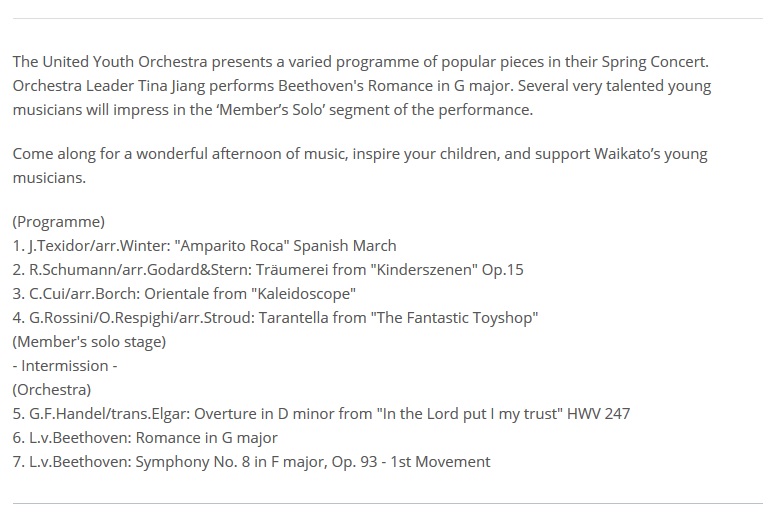 The United Youth Orchestra presents a varied programme of popular pieces in their Spring Concert.
Orchestra Leader Tina Jiang performs Beethoven's Romance in G major. Several very talented young
musicians will impress in the ‘Member’s Solo’ segment of the performance.
Come along for a wonderful afternoon of music, inspire your children, and support Waikato’s young
musicians.
(Programme)
1. J.Texidor/arr.Winter: "Amparito Roca" Spanish March
2. R.Schumann/arr.Godard&Stern: Träumerei from "Kinderszenen" Op.15
3. C.Cui/arr.Borch: Orientale from "Kaleidoscope"
4. G.Rossini/O.Respighi/arr.Stroud: Tarantella from "The Fantastic Toyshop"
(Member's solo stage)
- Intermission -
(Orchestra)
5. G.F.Handel/trans.Elgar: Overture in D minor from "In the Lord put I my trust" HWV 247
6. L.v.Beethoven: Romance in G major
7. L.v.Beethoven: Symphony No. 8 in F major, Op. 93 - 1st Movement